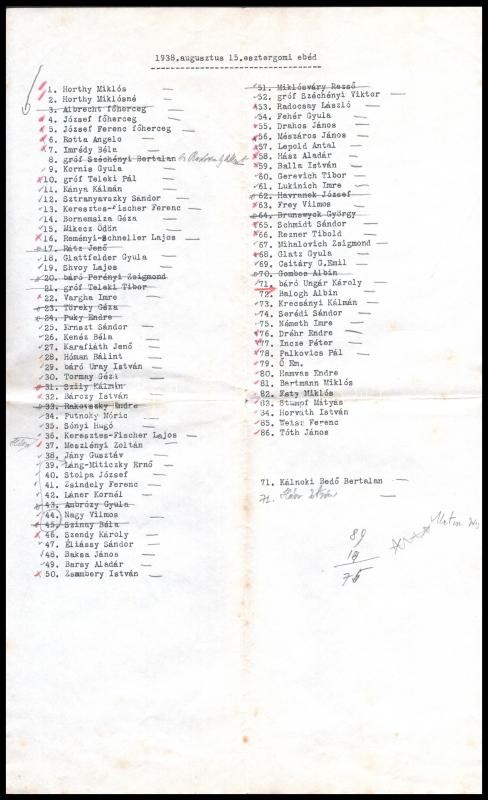 1938.augusztus 15.esztergomi ebéd
1. Horthy Miklós
2. Horthy Miklósné
3. Albrecht főherceg
4. József főherceg
5. József Ferenc főherceg
6. Rotta Angelo
7. Imrédy Béla
8. gróf Széchényi Bertalan
9. Kornis Gyula
10. gróf Teleki Pál
11. Kánya Kálmán
12. Sztranyavszky Sándor
13. Keresztes-Fischer Ferenc
14. Bornemisza Géza
15. Mikecz Ödön
16. Reményi-Schneller Lajos
17. Rátz Jenő
18. Glattfelder Gyula
19. Shvoy Lajos
20. báró Perényi Zsigmond
21. gróf Teleki Tibor
22. Vargha Imre
23. Töreky Géza
24. Puky Endre
25. Ernszt Sándor
26. Kenéz Béla
27. Karafiáth Jenő
28. Hóman Bálint
29. báró Uray István
30. Tormay Géza
31. Szily Kálmán
32. Bárczy István
33. Rakovszky Endre
34. Putnoky Móric
35. Sónyi Hugó
36. Keresztes-Fischer Lajos
37. Meszlényi Zoltán
38. Jány Gusztáv
39. Láng-Miticzky Ernő
40. Stolpa József
41. Zsindely Ferenc
42. Láner Kornél
43. Ambrózy Gyula
44. Nagy Vilmos
45. Szinay Béla
46. Szendy Károly
47. Éliássy Sándor
48. Baksa János
49. Barsy Aladár
50. Zsembery István
51. Miklósváry Rezső
52. gróf Széchényi Viktor
53. Radocsay László
54. Fehér Gyula
55. Drahos János
56. Mészáros János
57. Lepold Antal
58. Hász Aladár
59. Balla István
60. Gerevich Tibor
61. Lukinich Imre
62. Havranek József
63. Frey Vilmos
64. Brunswyck György
65. Schmidt Sándor
66. Rezner Tibold
67. Mihalovich Zsigmond
68. Glatz Gyula
69. Csitáry G.Emil
70. Gombos Albin
71. báró Ungár Károly
72. Balogh Albin
73. Krecsányi Kálmán
74. Serédi Sándor
75. Németh Imre
76. Dréhr Endre
77. Incze Péter
78. Palkovics Pál
79. Ő Em.
80. Hamvas Endre
81. Bartmann Miklós
82. Esty Miklós
83. Stumpf Mátyás
84. Horváth István
85. Weisz Ferenc
86. Tóth János
71. Kálnoki Bedő Bertalan
71.
89
14
75